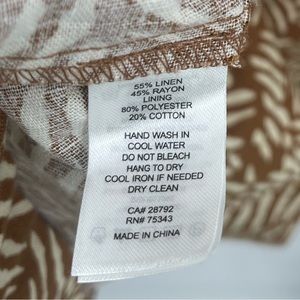 55% LINEN
45% RAYON
LINING
80% POLYESTER
20% COTTON
HAND WASH IN
COOL WATER
DO NOT BLEACH
HANG TO DRY
COOL IRON IF NEEDED
DRY CLEAN
CA# 28792
RN# 75343
MADE IN CHINA